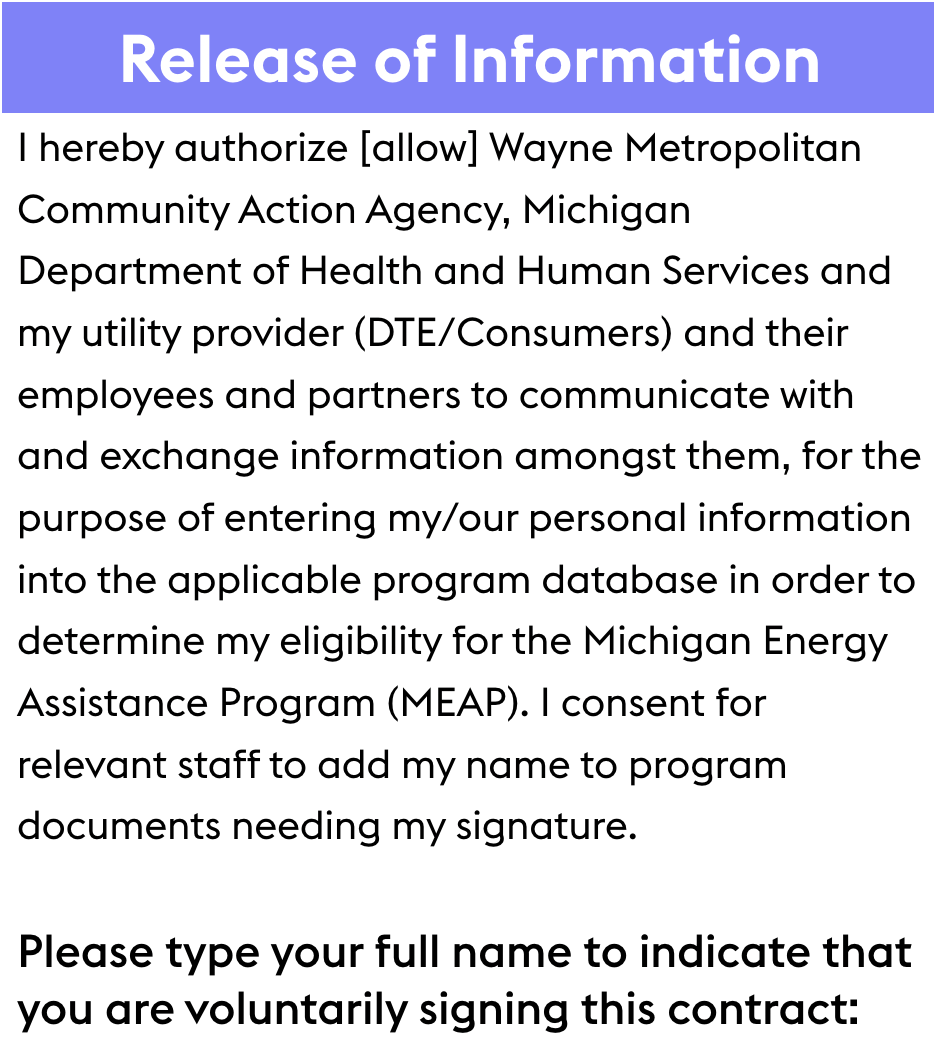 Release of Information
I hereby authorize [allow] Wayne Metropolitan
Community Action Agency, Michigan
Department of Health and Human Services and
my utility provider (DTE/Consumers) and their
employees and partners to communicate with
and exchange information amongst them, for the
purpose of entering my/our personal information
into the applicable program database in order to
determine my eligibility for the Michigan Energy
Assistance Program (MEAP). I consent for
relevant staff to add my name to program
documents needing my signature.
Please type your full name to indicate that
you are voluntarily signing this contract: